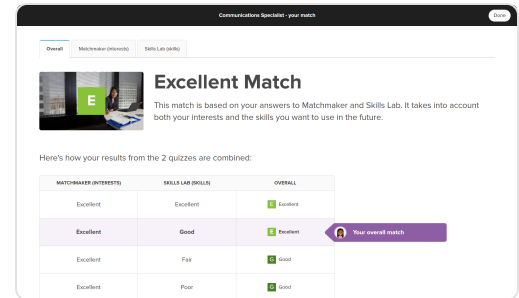 Communications Specialist - your match
Done
Overall
Matchmaker (interests)
Skills Lab (skills)
E
Excellent Match
This match is based on your answers to Matchmaker and Skills Lab. It takes into account
both your interests and the skills you want to use in the future.
Here's how your results from the 2 quizzes are combined:
MATCHMAKER (INTERESTS) SKILLS LAB (SKILLS) OVERALL
Excellent Excellent E Excellent
Excellent Good E Excellent Your overall match
Excellent Fair G Good
Excellent Poor G Good